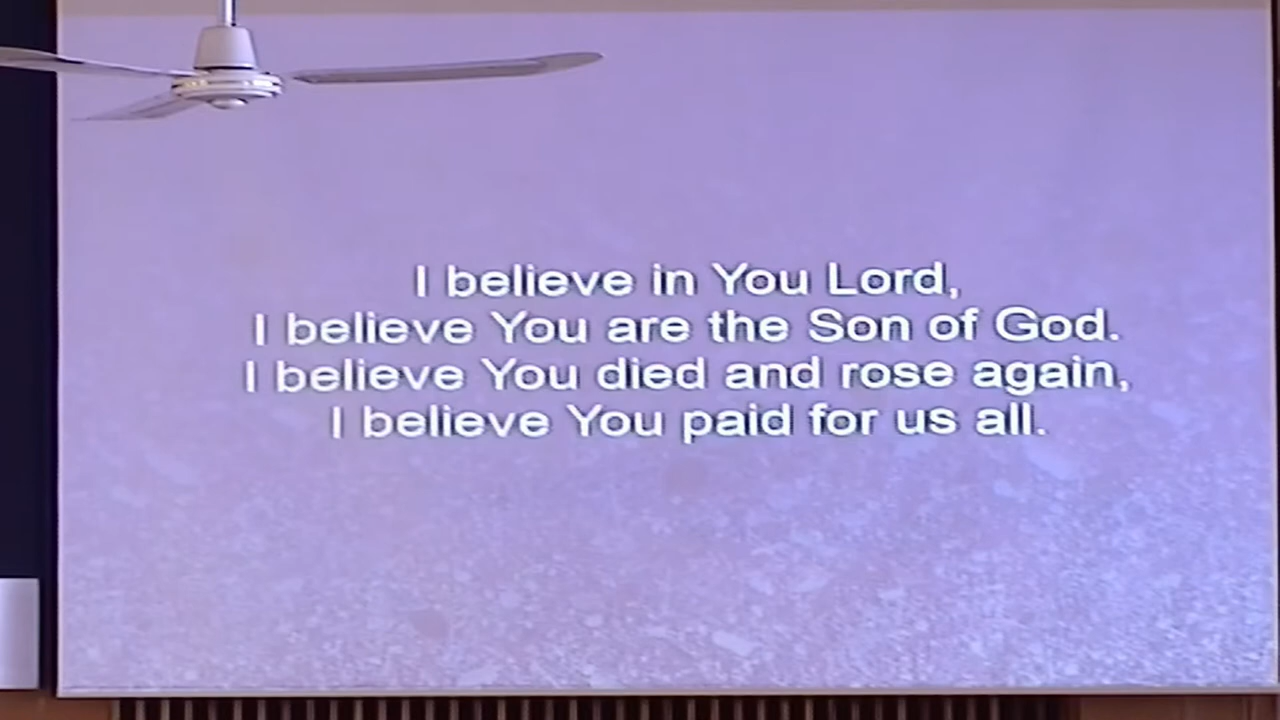 I believe in You Lord,
I believe You are the Son of God.
I believe You died and rose again,
I believe You paid for us all.